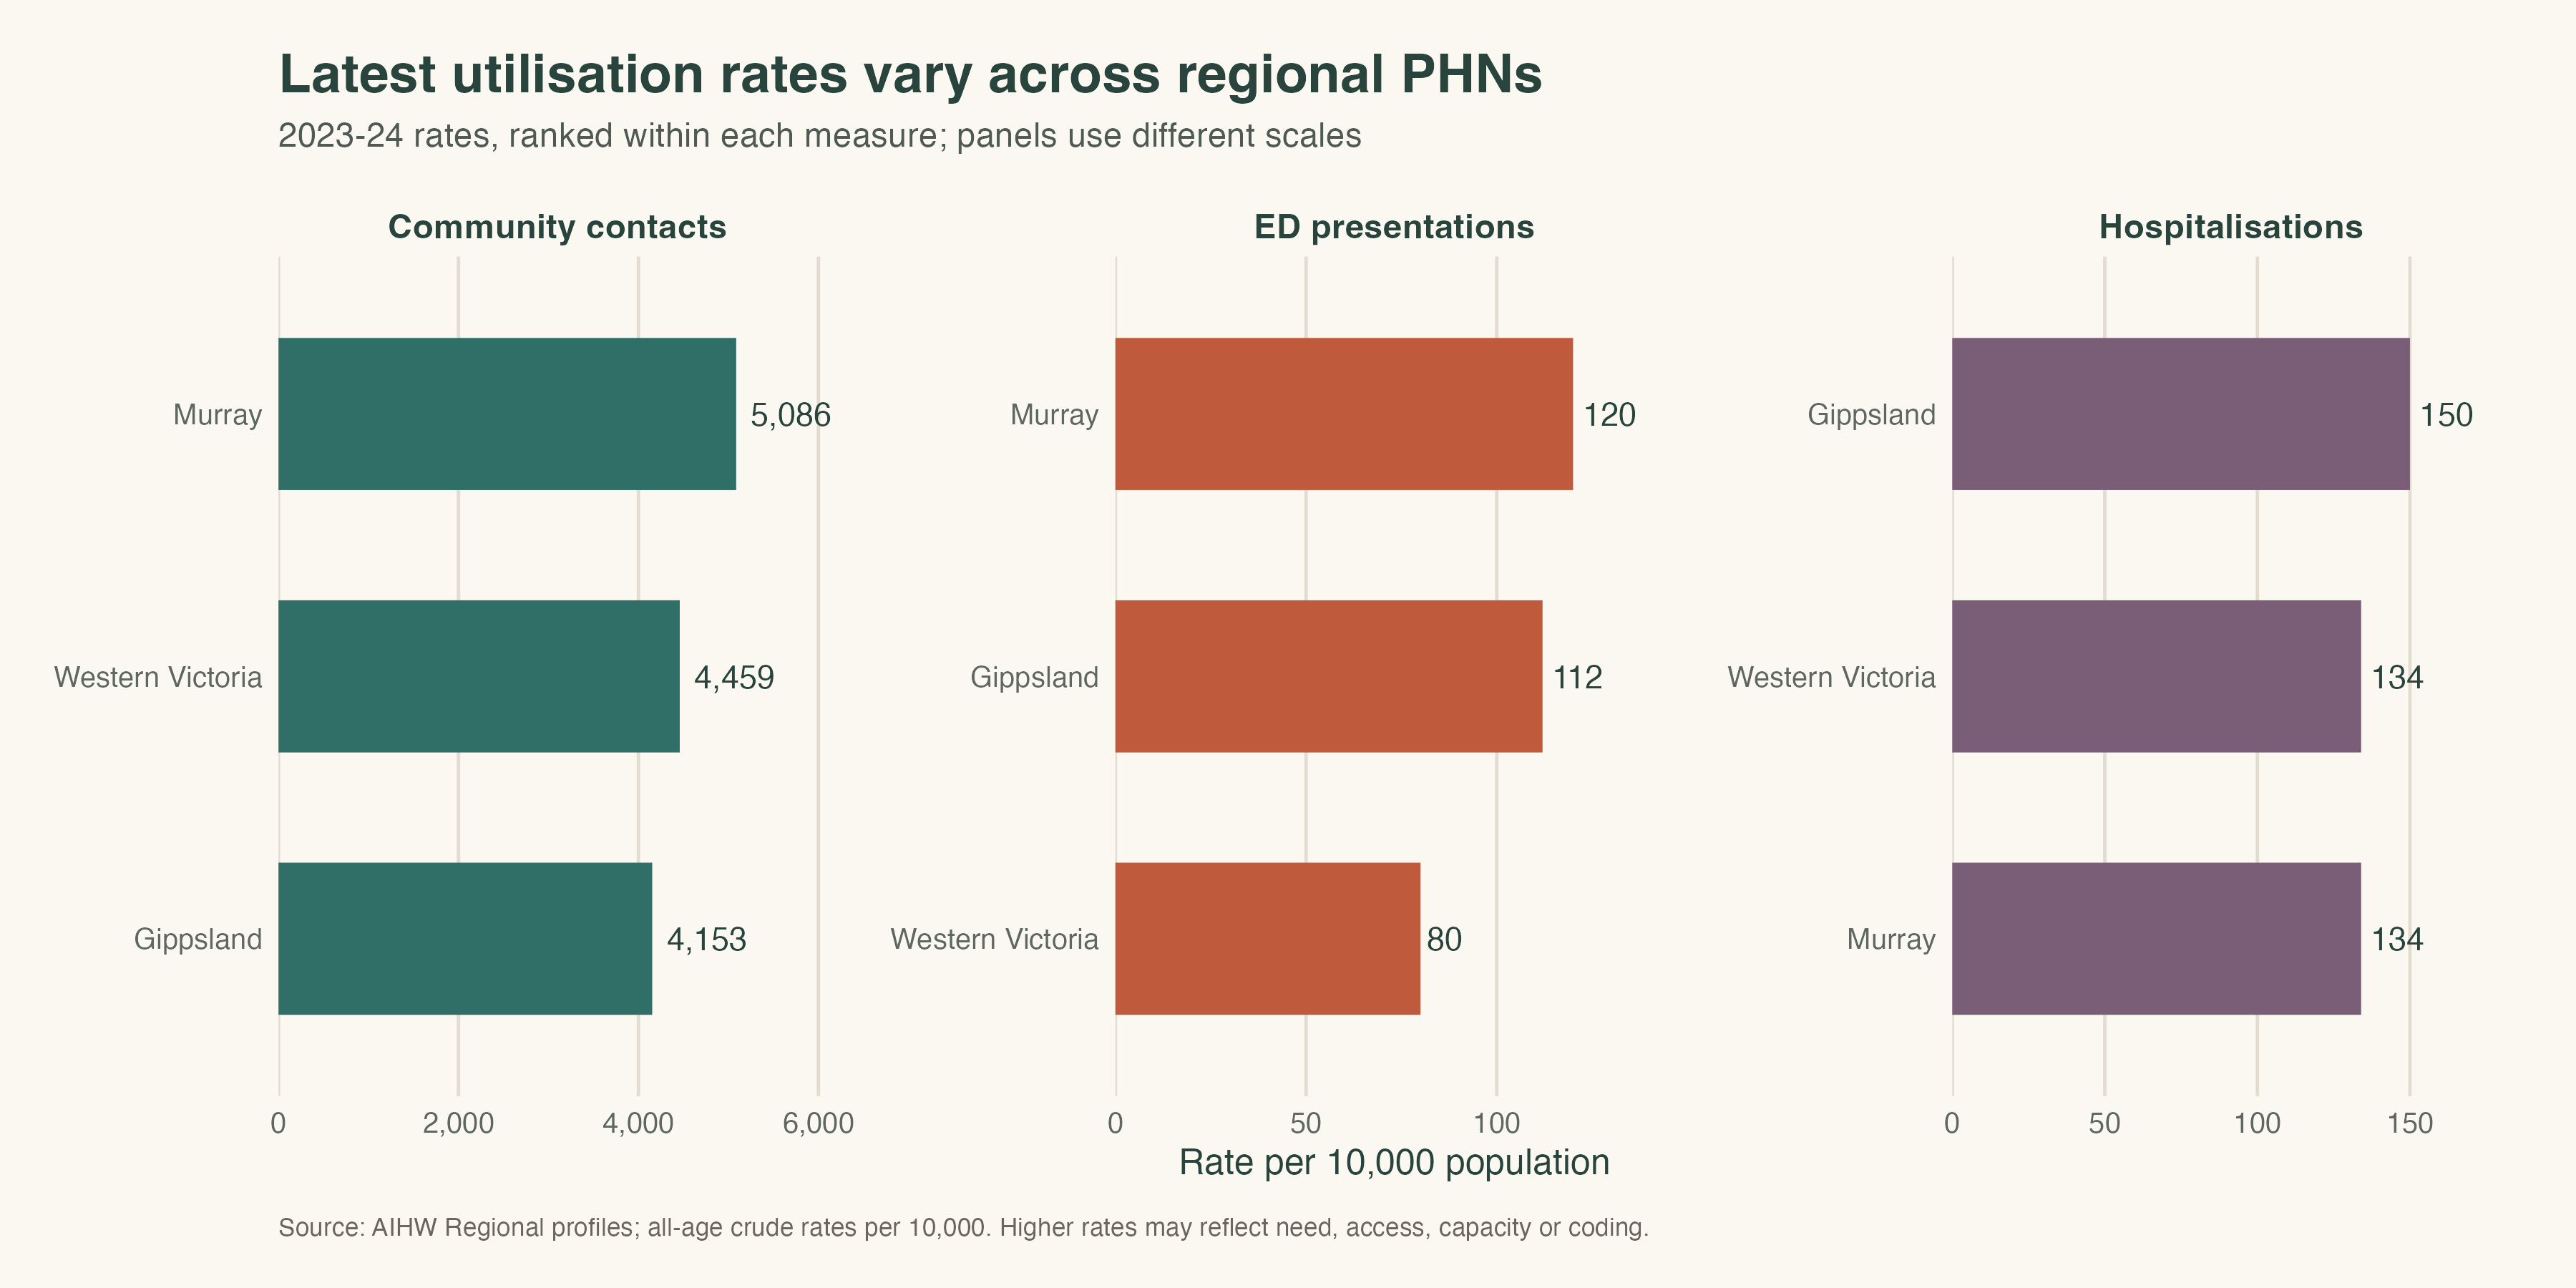 Latest utilisation rates vary across regional PHNs
2023-24 rates, ranked within each measure; panels use different scales
Community contacts
Murray
5,086
Western Victoria
4,459
Gippsland
4,153
0
2,000
4,000
6,000
ED presentations
Murray
120
Gippsland
112
Western Victoria
80
0
50
100
Hospitalisations
Gippsland
150
Western Victoria
134
Murray
134
0
50
100
150
Rate per 10,000 population
Source: AIHW Regional profiles; all-age crude rates per 10,000. Higher rates may reflect need, access, capacity or coding.